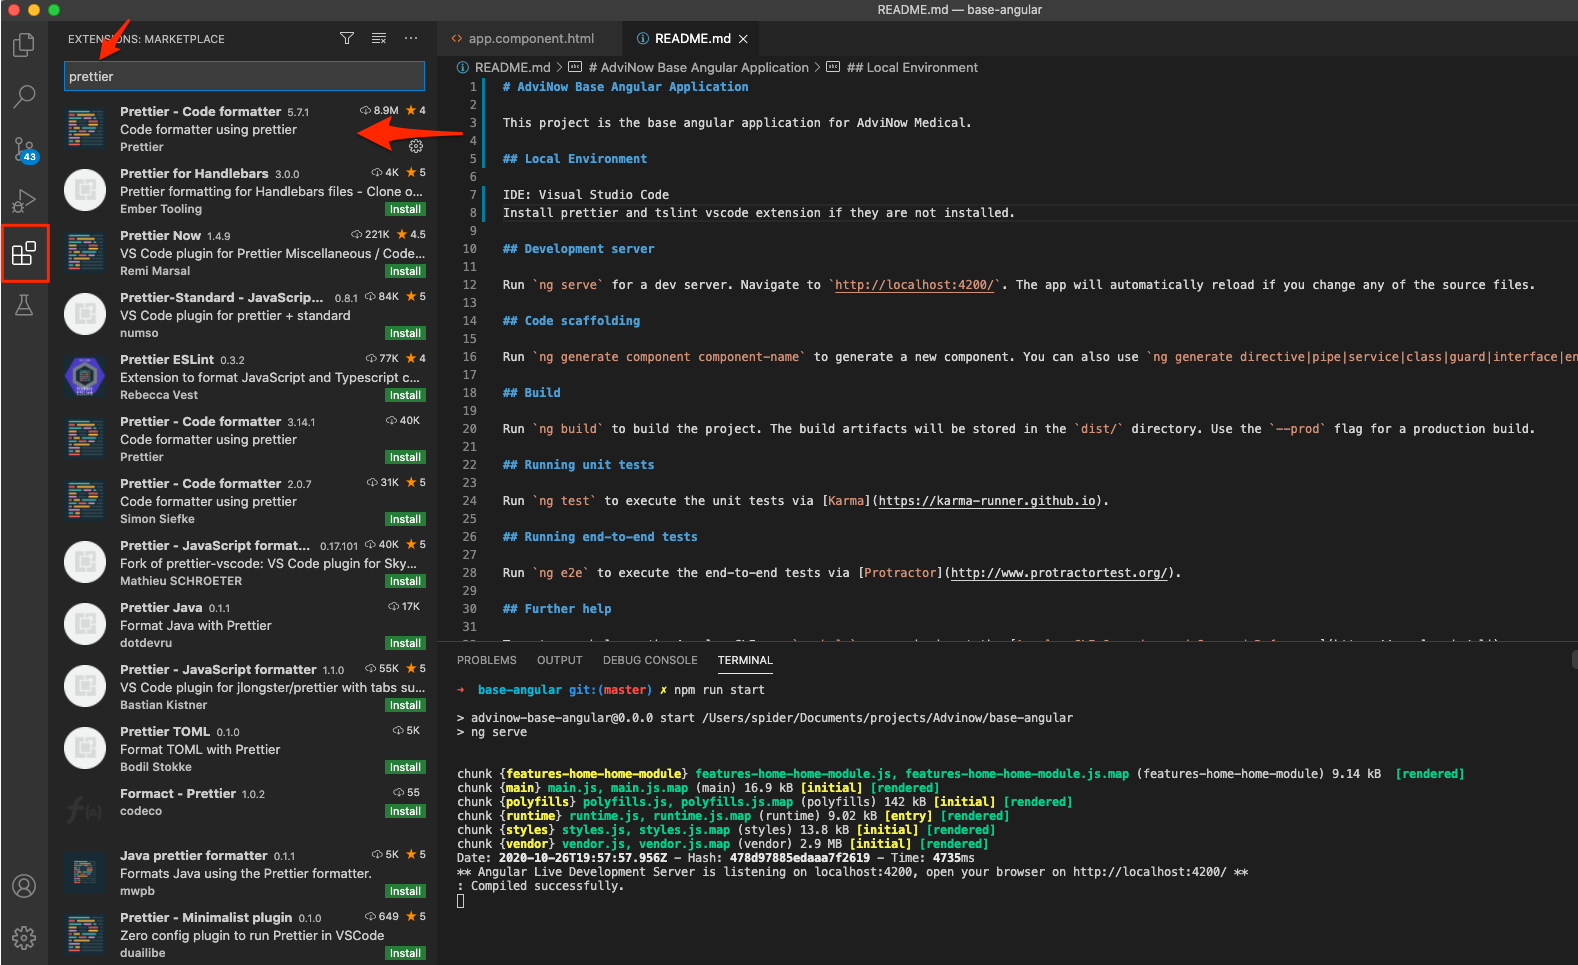 README.md — base-angular
EXTENSIONS: MARKETPLACE
prettier
43
Prettier - Code formatter 5.7.1 8.9M 4
Code formatter using prettier
Prettier
Prettier for Handlebars 3.0.0 4K 5
Prettier formatting for Handlebars files - Clone o...
Ember Tooling Install
Prettier Now 1.4.9 221K 4.5
VS Code plugin for Prettier Miscellaneous / Code...
Remi Marsal Install
Prettier-Standard - JavaScrip... 0.8.1 84K 5
VS Code plugin for prettier + standard
numso Install
Prettier ESLint 0.3.2 77K 4
Extension to format JavaScript and Typescript c...
Rebecca Vest Install
Prettier - Code formatter 3.14.1 40K
Code formatter using prettier
Prettier Install
Prettier - Code formatter 2.0.7 31K 5
Code formatter using prettier
Simon Siefke Install
Prettier - JavaScript format... 0.17.101 40K 5
Fork of prettier-vscode: VS Code plugin for Sky...
Mathieu SCHROETER Install
Prettier Java 0.1.1 17K
Format Java with Prettier
dotdevru Install
Prettier - JavaScript formatter 1.1.0 55K 5
VS Code plugin for jlongster/prettier with tabs su...
Bastian Kistner Install
Prettier TOML 0.1.0 5K
Format TOML with Prettier
Bodil Stokke Install
Formact - Prettier 1.0.2 55
codeco Install
Java prettier formatter 0.1.1 5K 5
Formats Java using the Prettier formatter.
mwpb Install
Prettier - Minimalist plugin 0.1.0 649 5
Zero config plugin to run Prettier in VSCode
duailibe Install
app.component.html README.md
README.md > # AdviNow Base Angular Application > ## Local Environment
1 # AdviNow Base Angular Application
2
3 This project is the base angular application for AdviNow Medical.
4
5 ## Local Environment
6
7 IDE: Visual Studio Code
8 Install prettier and tslint vscode extension if they are not installed.
9
10 ## Development server
11
12 Run `ng serve` for a dev server. Navigate to `http://localhost:4200/`. The app will automatically reload if you change any of the source files.
13
14 ## Code scaffolding
15
16 Run `ng generate component component-name` to generate a new component. You can also use `ng generate directive|pipe|service|class|guard|interface|en
17
18 ## Build
19
20 Run `ng build` to build the project. The build artifacts will be stored in the `dist/` directory. Use the `--prod` flag for a production build.
21
22 ## Running unit tests
23
24 Run `ng test` to execute the unit tests via [Karma](https://karma-runner.github.io).
25
26 ## Running end-to-end tests
27
28 Run `ng e2e` to execute the end-to-end tests via [Protractor](http://www.protractortest.org/).
29
30 ## Further help
31
PROBLEMS OUTPUT DEBUG CONSOLE TERMINAL
→ base-angular git:(master) ✗ npm run start
> advinow-base-angular@0.0.0 start /Users/spider/Documents/projects/Advinow/base-angular
> ng serve
chunk {features-home-home-module} features-home-home-module.js, features-home-home-module.js.map (features-home-home-module) 9.14 kB [rendered]
chunk {main} main.js, main.js.map (main) 16.9 kB [initial] [rendered]
chunk {polyfills} polyfills.js, polyfills.js.map (polyfills) 142 kB [initial] [rendered]
chunk {runtime} runtime.js, runtime.js.map (runtime) 9.02 kB [entry] [rendered]
chunk {styles} styles.js, styles.js.map (styles) 13.8 kB [initial] [rendered]
chunk {vendor} vendor.js, vendor.js.map (vendor) 2.9 MB [initial] [rendered]
Date: 2020-10-26T19:57:57.956Z - Hash: 478d97885edaaa7f2619 - Time: 4735ms
** Angular Live Development Server is listening on localhost:4200, open your browser on http://localhost:4200/ **
: Compiled successfully.